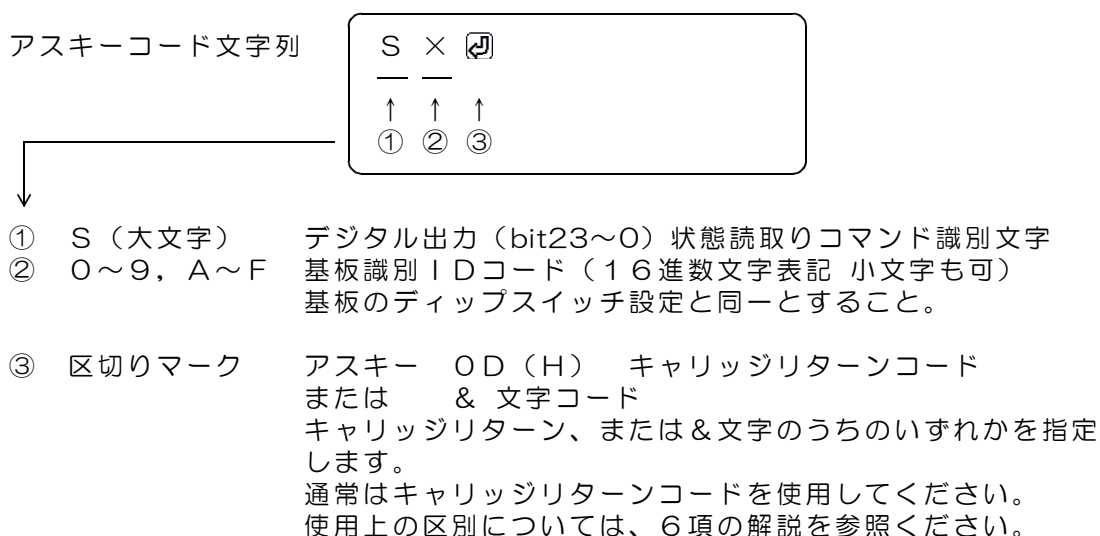 アスキーコード文字列
S × ⏎
↑ ↑ ↑
① ② ③
① S(大文字) デジタル出力(bit23~0)状態読取りコマンド識別文字
② 0~9,A~F 基板識別IDコード(16進数文字表記 小文字も可)
基板のディップスイッチ設定と同一とすること。
③ 区切りマーク アスキー 0D(H) キャリッジリターンコード
または & 文字コード
キャリッジリターン、または&文字のうちのいずれかを指定
します。
通常はキャリッジリターンコードを使用してください。
使用上の区別については、6項の解説を参照ください。